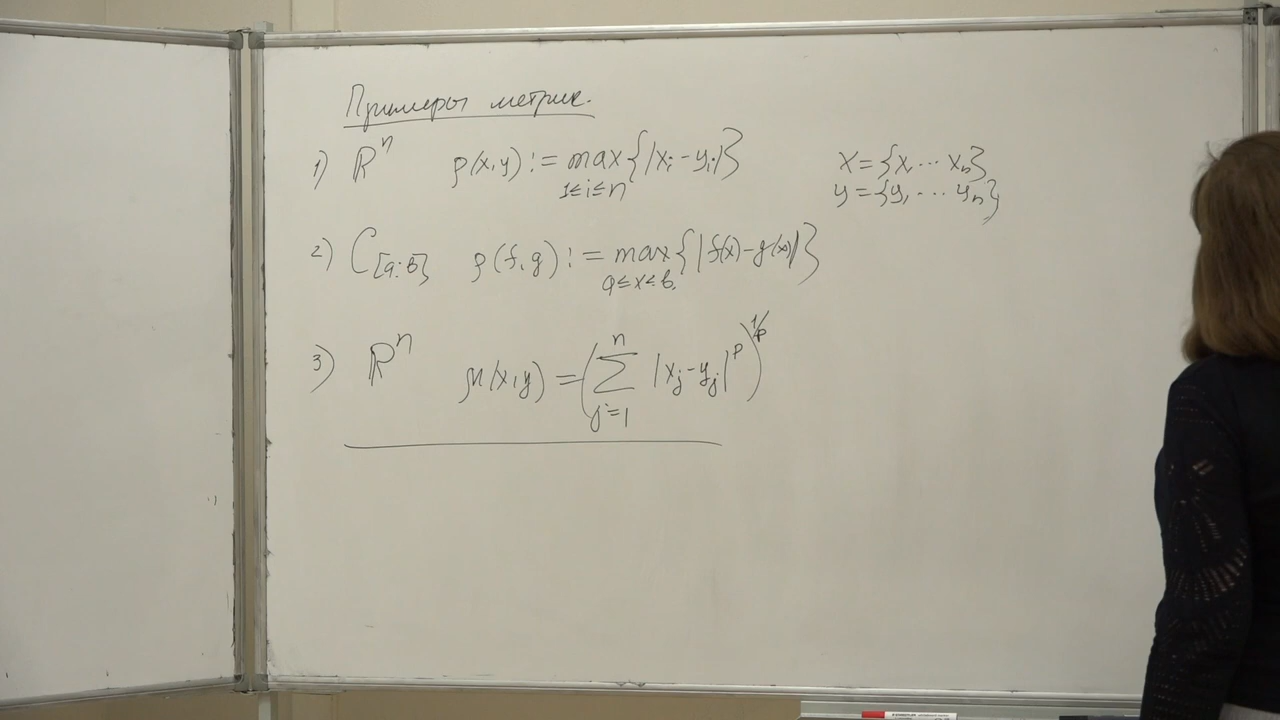 Примеры метрик.
1) ℝⁿ ρ(x,y) := max{|xᵢ - yᵢ|} x = {x₁ ... xₙ}
1≤i≤n y = {y₁ ... yₙ}
2) C[a;b] ρ(f,g) := max{|f(x) - g(x)|}
a≤x≤b.
3) ℝⁿ (x,y) = (∑ⁿⱼ₌₁ |xⱼ - yⱼ|ᵖ)^1/p